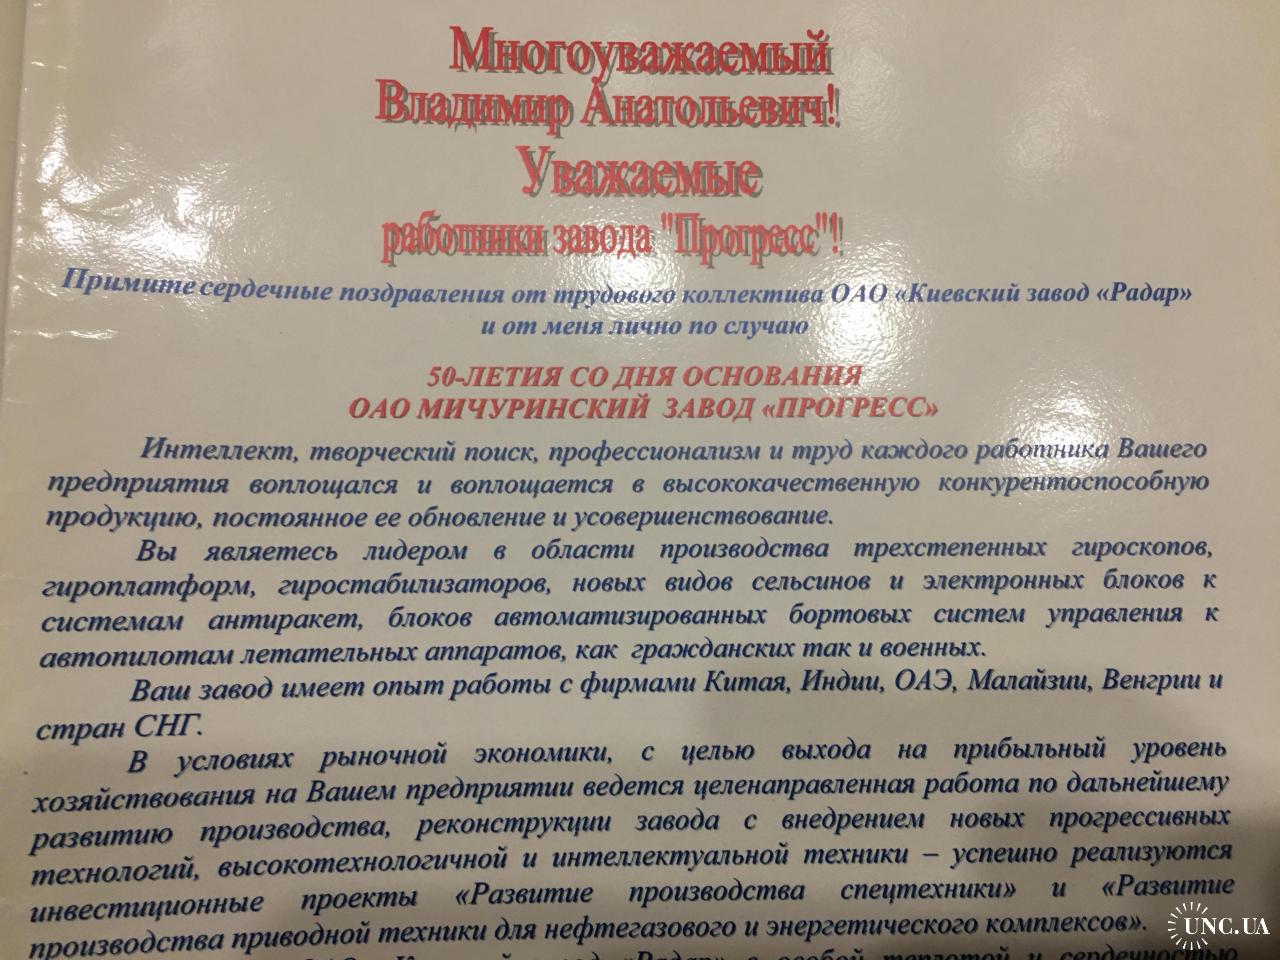 Многоуважаемый
Владимир Анатольевич!
Уважаемые
работники завода "Прогресс"!
Примите сердечные поздравления от трудового коллектива ОАО «Киевский завод «Радар»
и от меня лично по случаю
50-ЛЕТИЯ СО ДНЯ ОСНОВАНИЯ
ОАО МИЧУРИНСКИЙ ЗАВОД «ПРОГРЕСС»
Интеллект, творческий поиск, профессионализм и труд каждого работника Вашего
предприятия воплощался и воплощается в высококачественную конкурентоспособную
продукцию, постоянное ее обновление и усовершенствование.
Вы являетесь лидером в области производства трехстепенных гироскопов,
гироплатформ, гиростабилизаторов, новых видов сельсинов и электронных блоков к
системам антиракет, блоков автоматизированных бортовых систем управления к
автопилотам летательных аппаратов, как гражданских так и военных.
Ваш завод имеет опыт работы с фирмами Китая, Индии, ОАЭ, Малайзии, Венгрии и
стран СНГ.
В условиях рыночной экономики, с целью выхода на прибыльный уровень
хозяйствования на Вашем предприятии ведется целенаправленная работа по дальнейшему
развитию производства, реконструкции завода с внедрением новых прогрессивных
технологий, высокотехнологичной и интеллектуальной техники – успешно реализуются
инвестиционные проекты «Развитие производства спецтехники» и «Развитие
производства приводной техники для нефтегазового и энергетического комплексов».
завод «Радар» с особой теплотой и сердечностью
UNC.UA